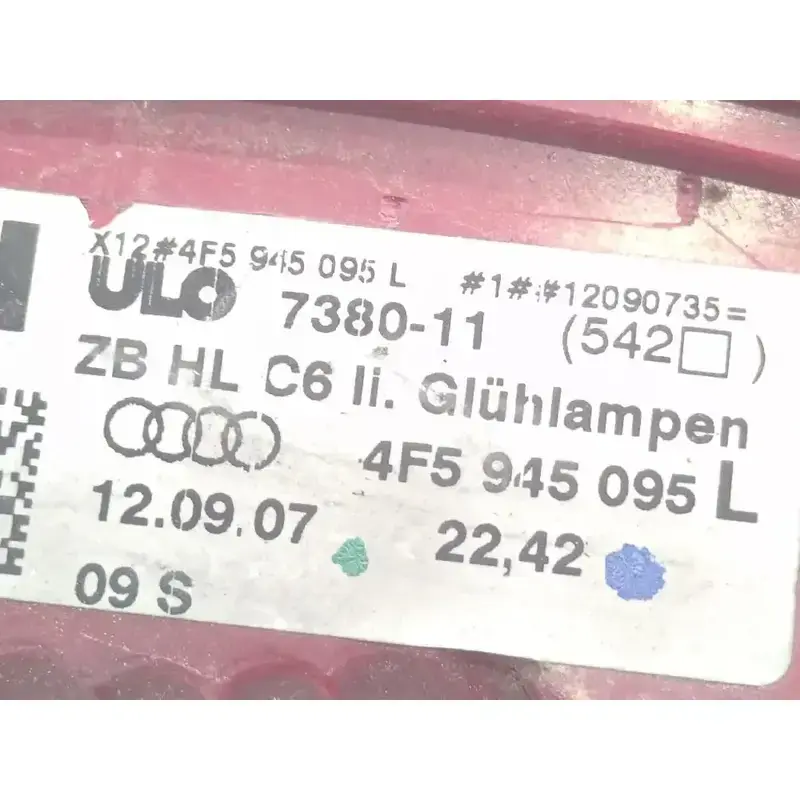 X12#4F5 945 095 L #1##12090735=
ULO 7380-11 (542□)
ZB HL C6 li. Glühlampen
4F5 945 095 L
12.09.07 22,42
09 S